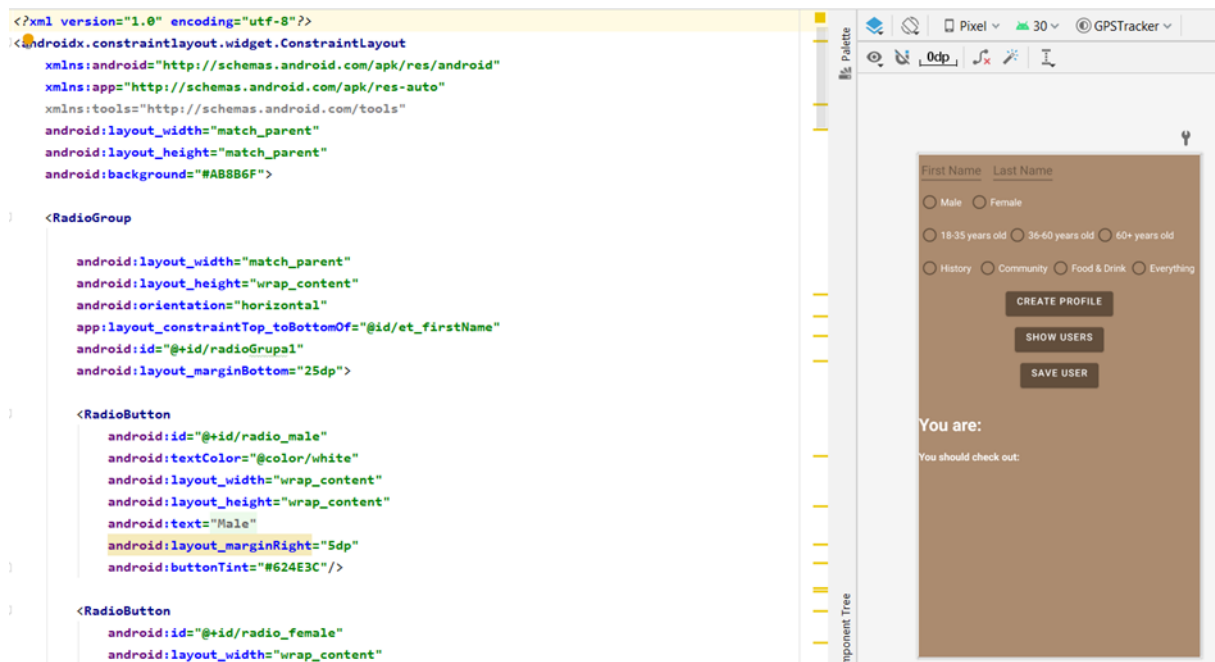 <?xml version="1.0" encoding="utf-8"?>
<androidx.constraintlayout.widget.ConstraintLayout
xmlns:android="http://schemas.android.com/apk/res/android"
xmlns:app="http://schemas.android.com/apk/res-auto"
xmlns:tools="http://schemas.android.com/tools"
android:layout_width="match_parent"
android:layout_height="match_parent"
android:background="#AB8B6F">
<RadioGroup
android:layout_width="match_parent"
android:layout_height="wrap_content"
android:orientation="horizontal"
app:layout_constraintTop_toBottomOf="@id/et_firstName"
android:id="@+id/radioGrupa1"
android:layout_marginBottom="25dp">
<RadioButton
android:id="@+id/radio_male"
android:textColor="@color/white"
android:layout_width="wrap_content"
android:layout_height="wrap_content"
android:text="Male"
android:layout_marginRight="5dp"
android:buttonTint="#624E3C"/>
<RadioButton
android:id="@+id/radio_female"
android:layout_width="wrap_content"
Palette
mponent Tree
Pixel 30 GPSTracker
0dp
First Name Last Name
Male Female
18-35 years old 36-60 years old 60+ years old
History Community Food & Drink Everything
CREATE PROFILE
SHOW USERS
SAVE USER
You are:
You should check out: